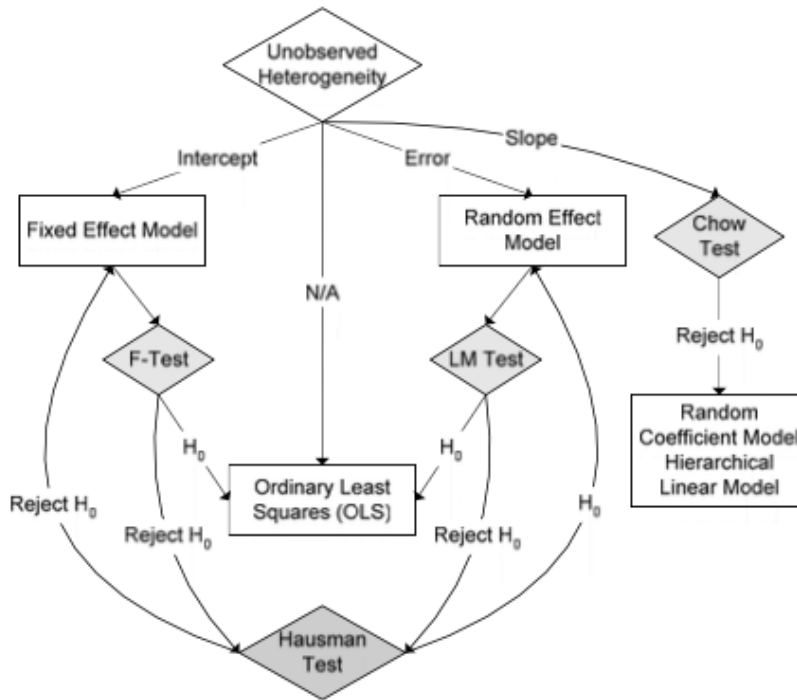 Unobserved
Heterogeneity
Intercept
Error
Slope
Fixed Effect Model
Random Effect
Model
Chow
Test
N/A
F-Test
LM Test
Reject H₀
H₀
H₀
Random
Coefficient Model
Hierarchical
Linear Model
Ordinary Least
Squares (OLS)
Reject H₀
Reject H₀
Reject H₀
H₀
Hausman
Test